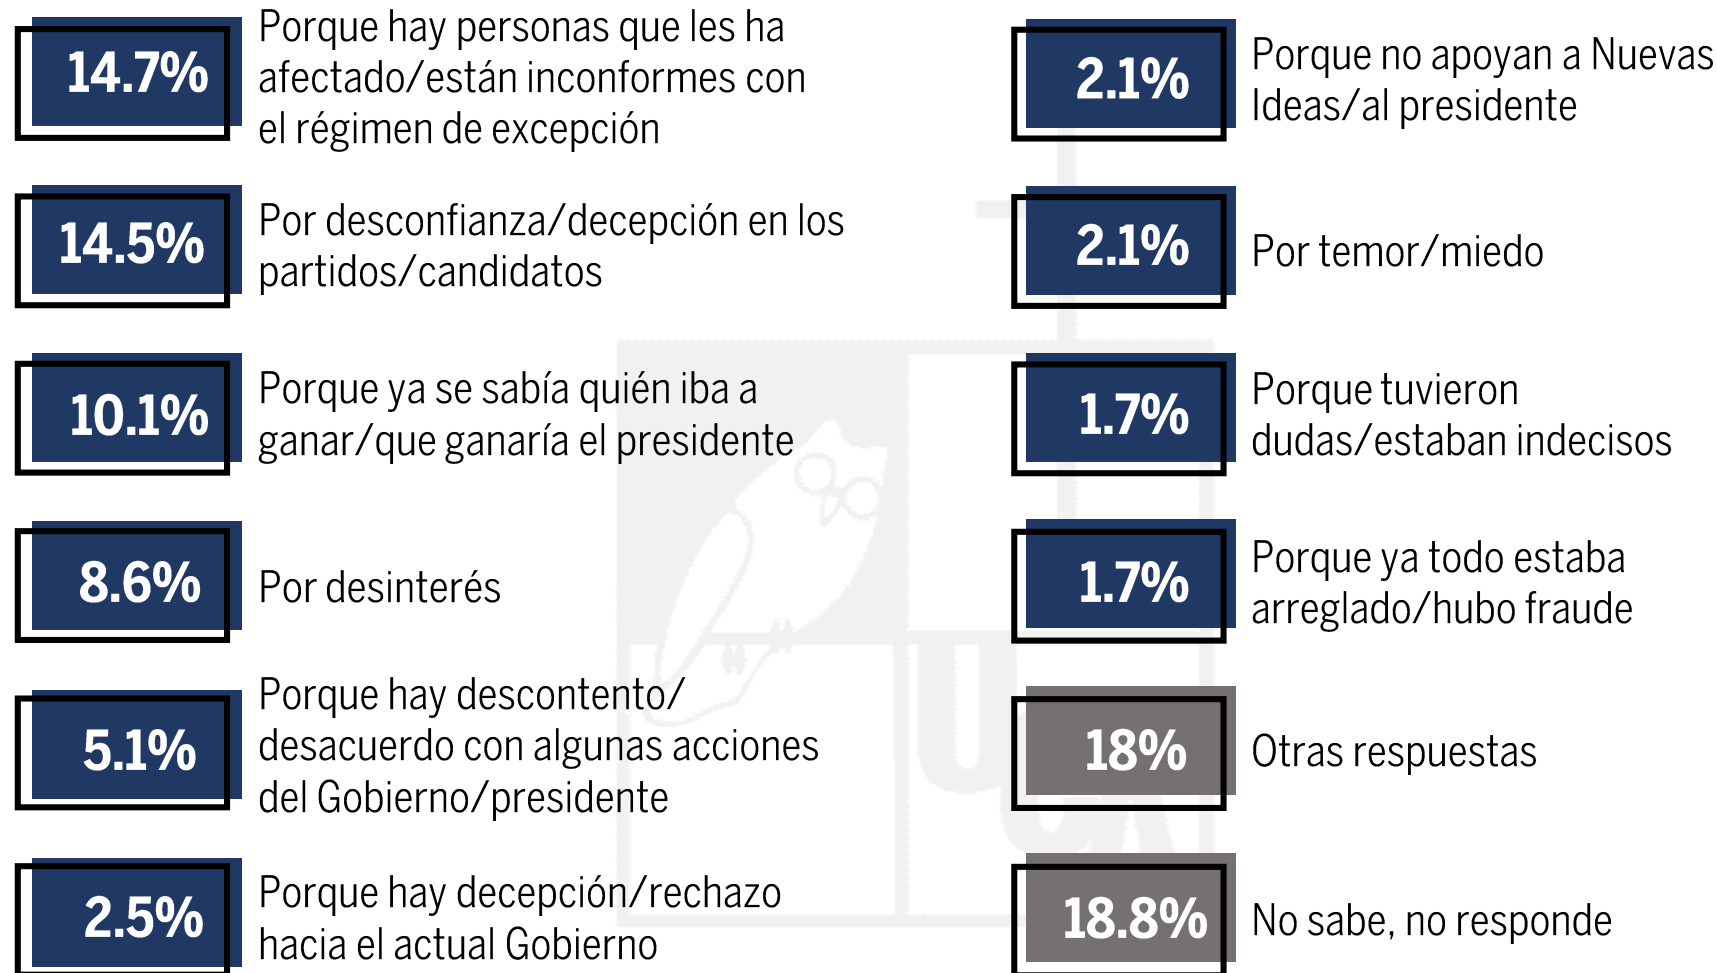 14.7%
Porque hay personas que les ha
afectado/están inconformes con
el régimen de excepción
14.5%
Por desconfianza/decepción en los
partidos/candidatos
10.1%
Porque ya se sabía quién iba a
ganar/que ganaría el presidente
8.6%
Por desinterés
5.1%
Porque hay descontento/
desacuerdo con algunas acciones
del Gobierno/presidente
2.5%
Porque hay decepción/rechazo
hacia el actual Gobierno
2.1%
Porque no apoyan a Nuevas
Ideas/al presidente
2.1%
Por temor/miedo
1.7%
Porque tuvieron
dudas/estaban indecisos
1.7%
Porque ya todo estaba
arreglado/hubo fraude
18%
Otras respuestas
18.8%
No sabe, no responde